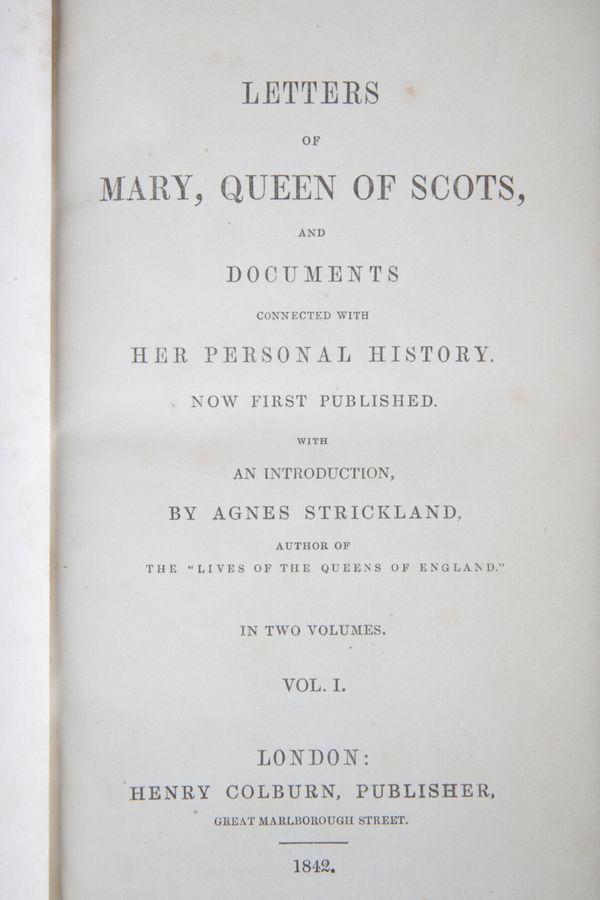 LETTERS
OF
MARY, QUEEN OF SCOTS,
AND
DOCUMENTS
CONNECTED WITH
HER PERSONAL HISTORY.
NOW FIRST PUBLISHED.
WITH
AN INTRODUCTION,
BY AGNES STRICKLAND,
AUTHOR OF
THE "LIVES OF THE QUEENS OF ENGLAND."
IN TWO VOLUMES.
VOL. I.
LONDON:
HENRY COLBURN, PUBLISHER,
GREAT MARLBOROUGH STREET.
1842.